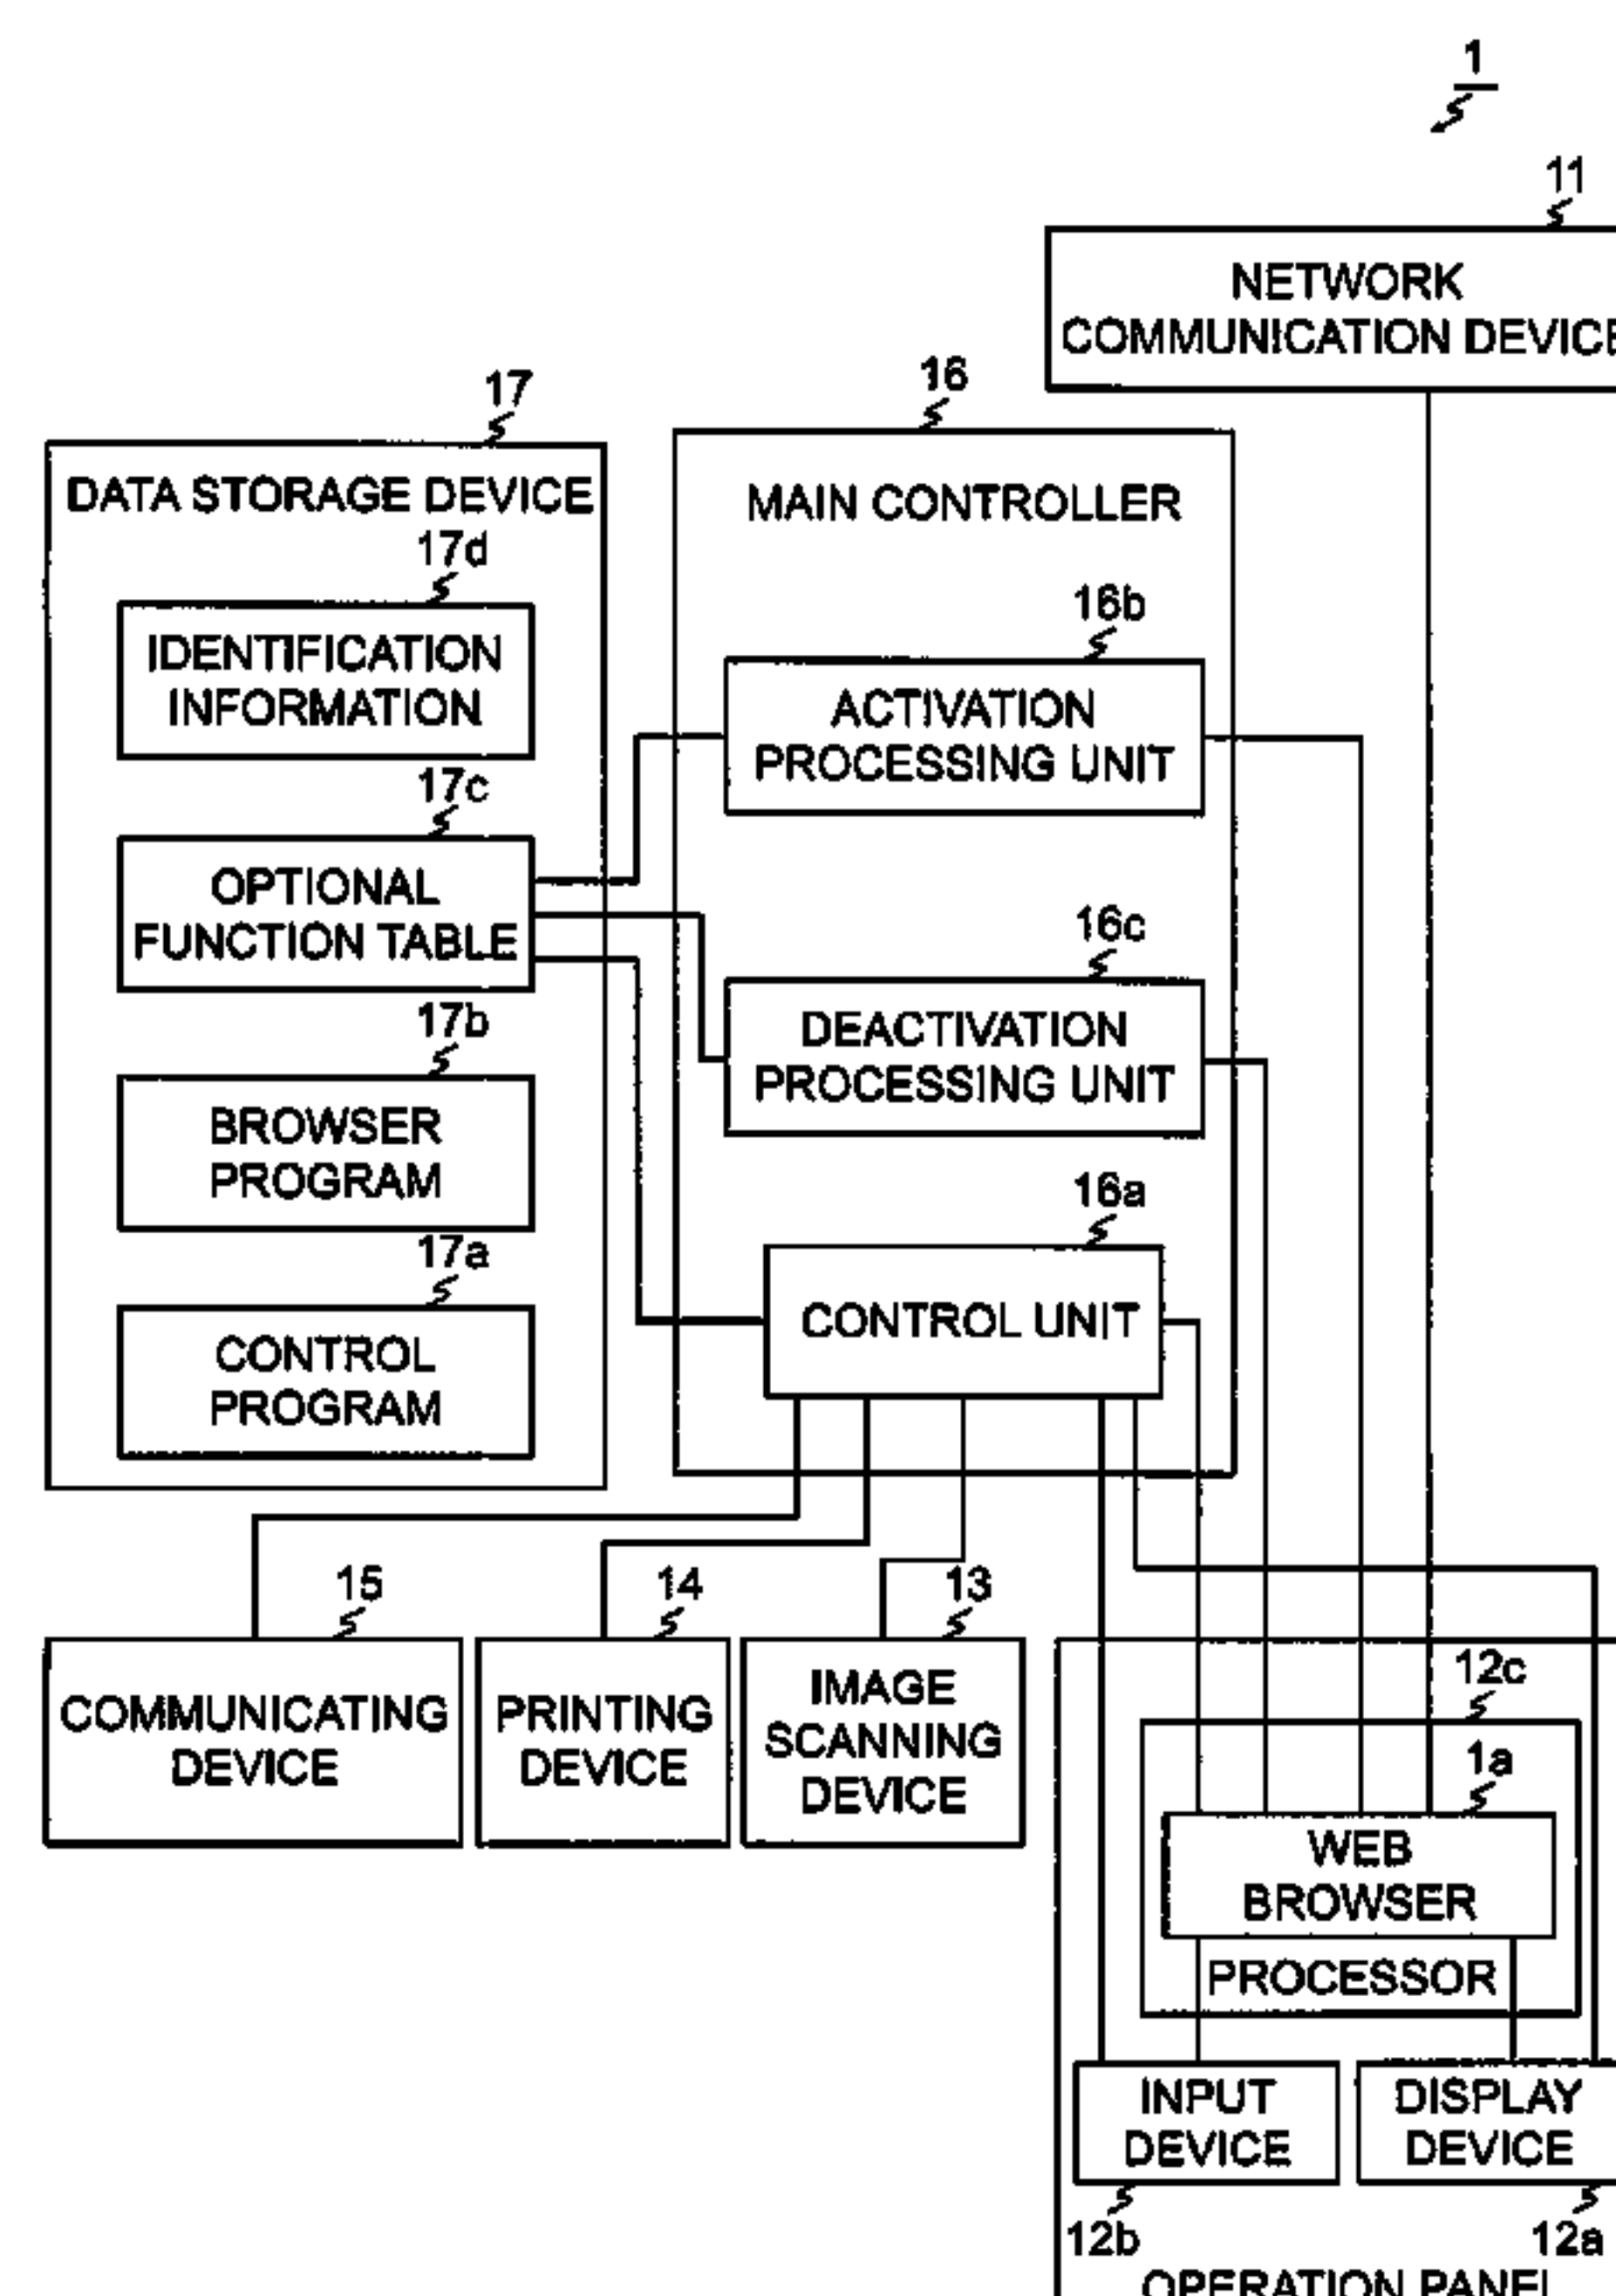 1
11
NETWORK
COMMUNICATION DEVICE
17
DATA STORAGE DEVICE
17d
IDENTIFICATION
INFORMATION
17c
OPTIONAL
FUNCTION TABLE
17b
BROWSER
PROGRAM
17a
CONTROL
PROGRAM
16
MAIN CONTROLLER
16b
ACTIVATION
PROCESSING UNIT
16c
DEACTIVATION
PROCESSING UNIT
16a
CONTROL UNIT
15
COMMUNICATING
DEVICE
14
PRINTING
DEVICE
13
IMAGE
SCANNING
DEVICE
12c
1a
WEB
BROWSER
PROCESSOR
INPUT
DEVICE
12b
DISPLAY
DEVICE
12a
OPERATION PANEL